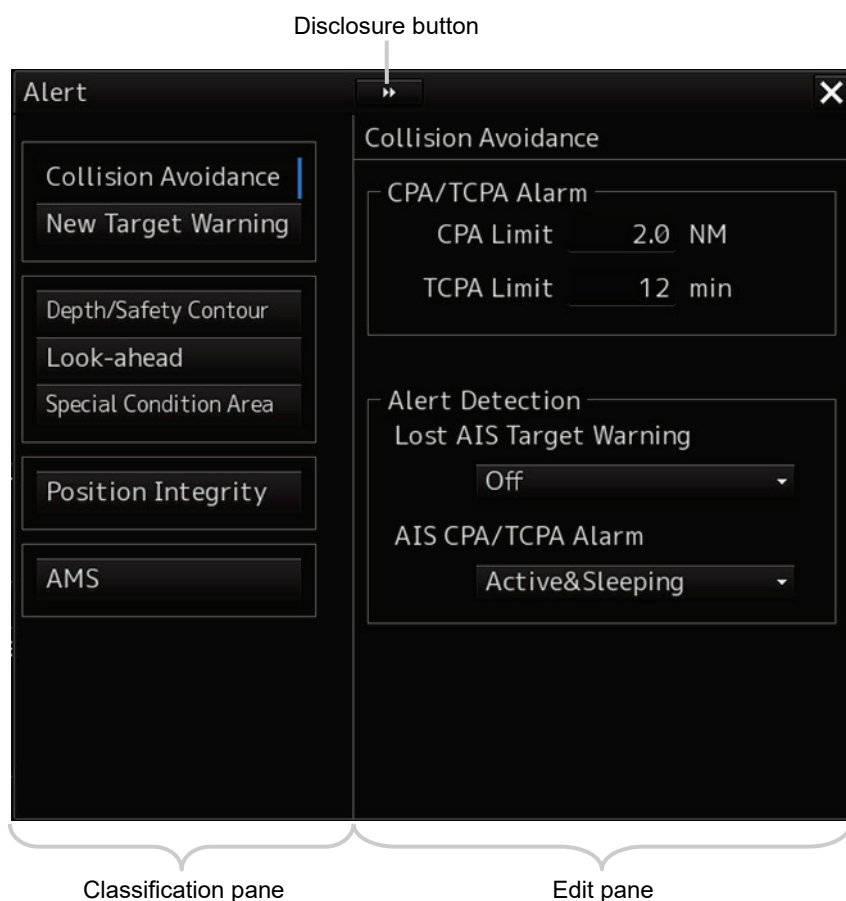 Disclosure button
Alert
Collision Avoidance
New Target Warning
Depth/Safety Contour
Look-ahead
Special Condition Area
Position Integrity
AMS
Collision Avoidance
CPA/TCPA Alarm
CPA Limit 2.0 NM
TCPA Limit 12 min
Alert Detection
Lost AIS Target Warning
Off
AIS CPA/TCPA Alarm
Active&Sleeping
Classification pane
Edit pane